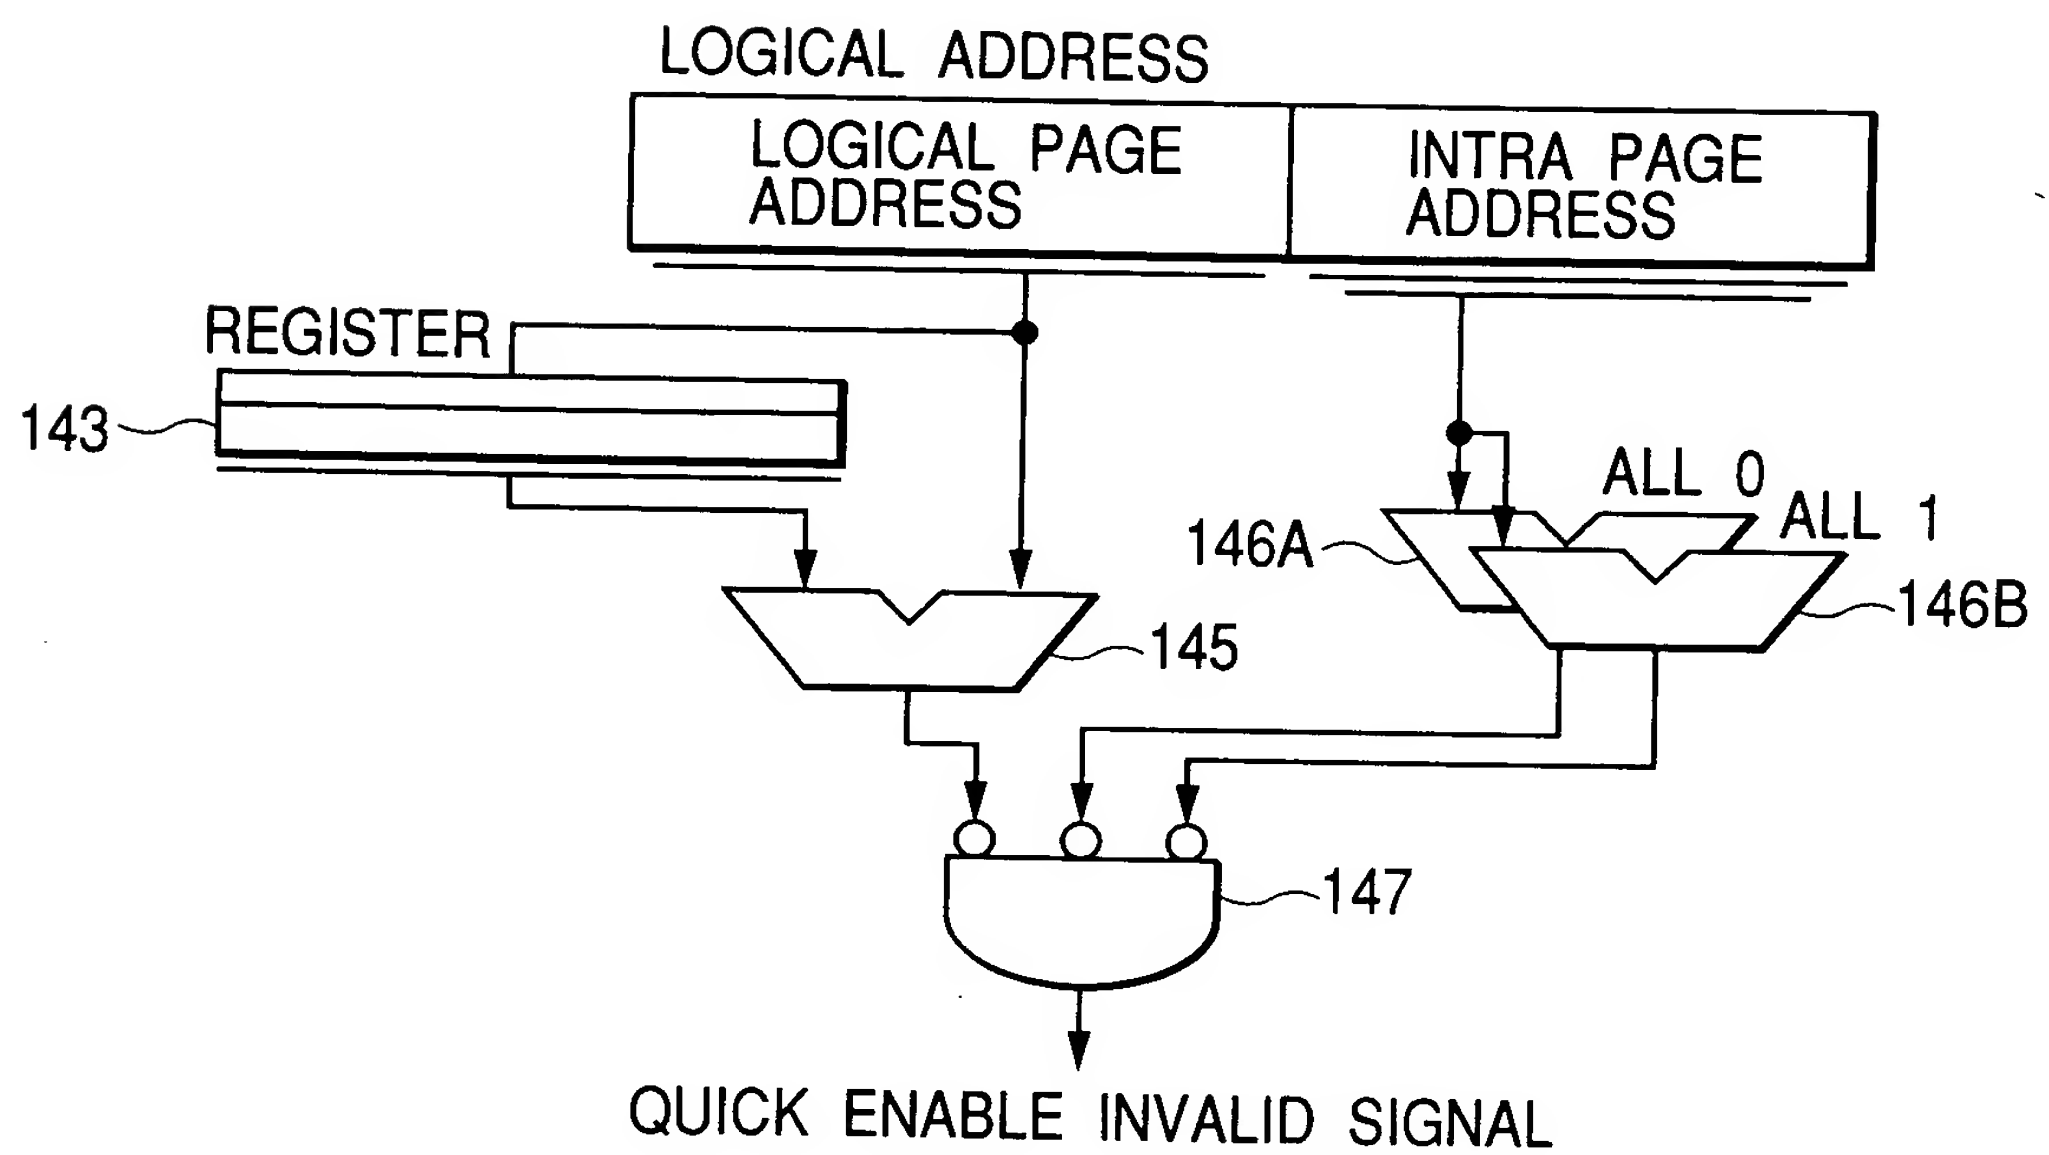 LOGICAL ADDRESS
LOGICAL PAGE
ADDRESS
INTRA PAGE
ADDRESS
REGISTER
143
ALL 0
ALL 1
146A
146B
145
147
QUICK ENABLE INVALID SIGNAL